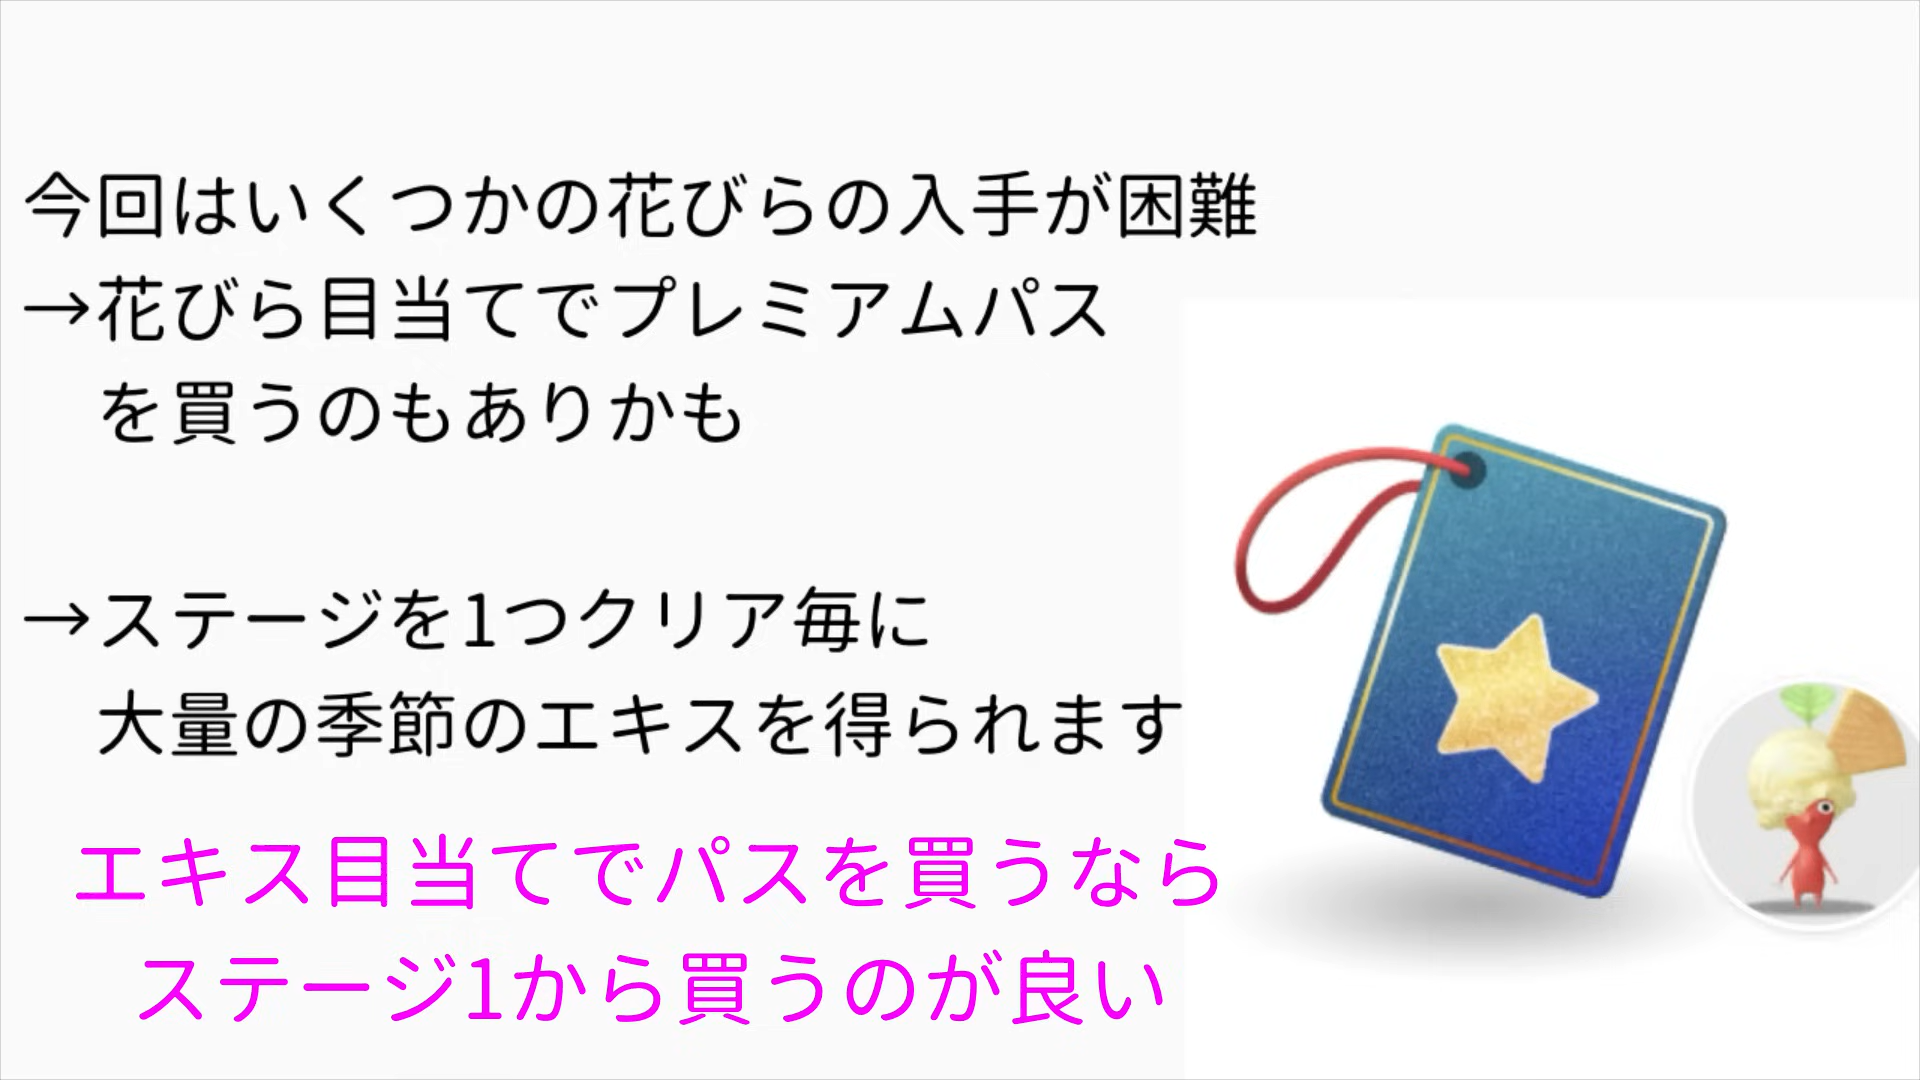 今回はいくつかの花びらの入手が困難
→花びら目当てでプレミアムパス
を買うのもありかも
→ステージを1つクリア毎に
大量の季節のエキスを得られます
エキス目当てでパスを買うなら
ステージ1から買うのが良い